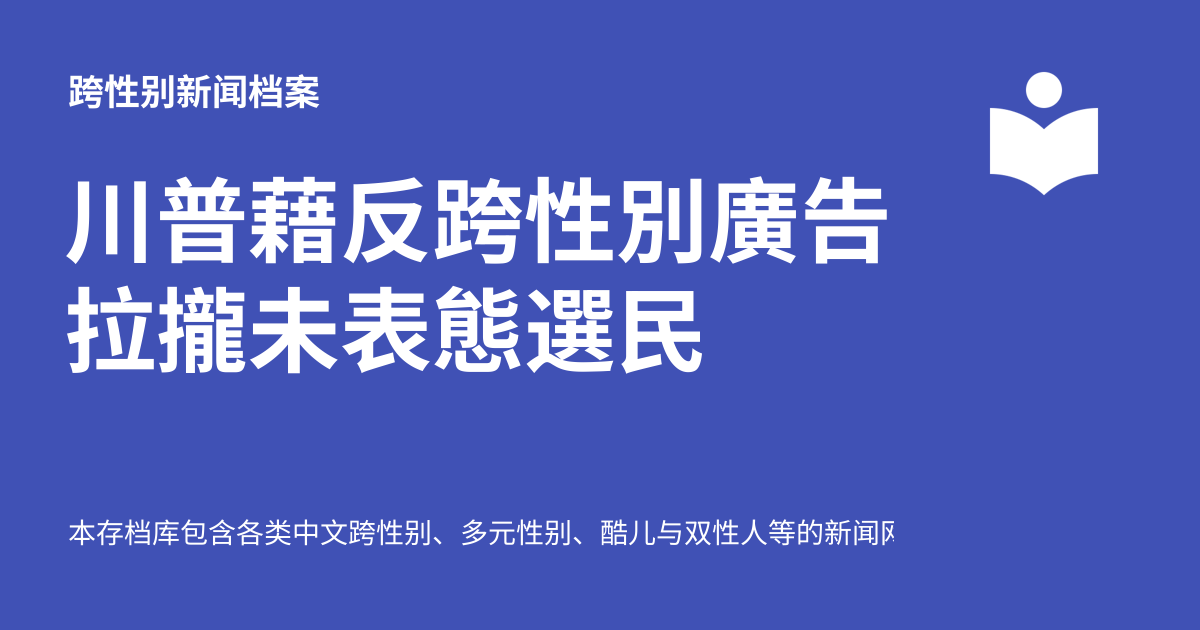 跨性别新闻档案
川普藉反跨性別廣告
拉攏未表態選民
本存档库包含各类中文跨性别、多元性别、酷儿与双性人等的新闻网